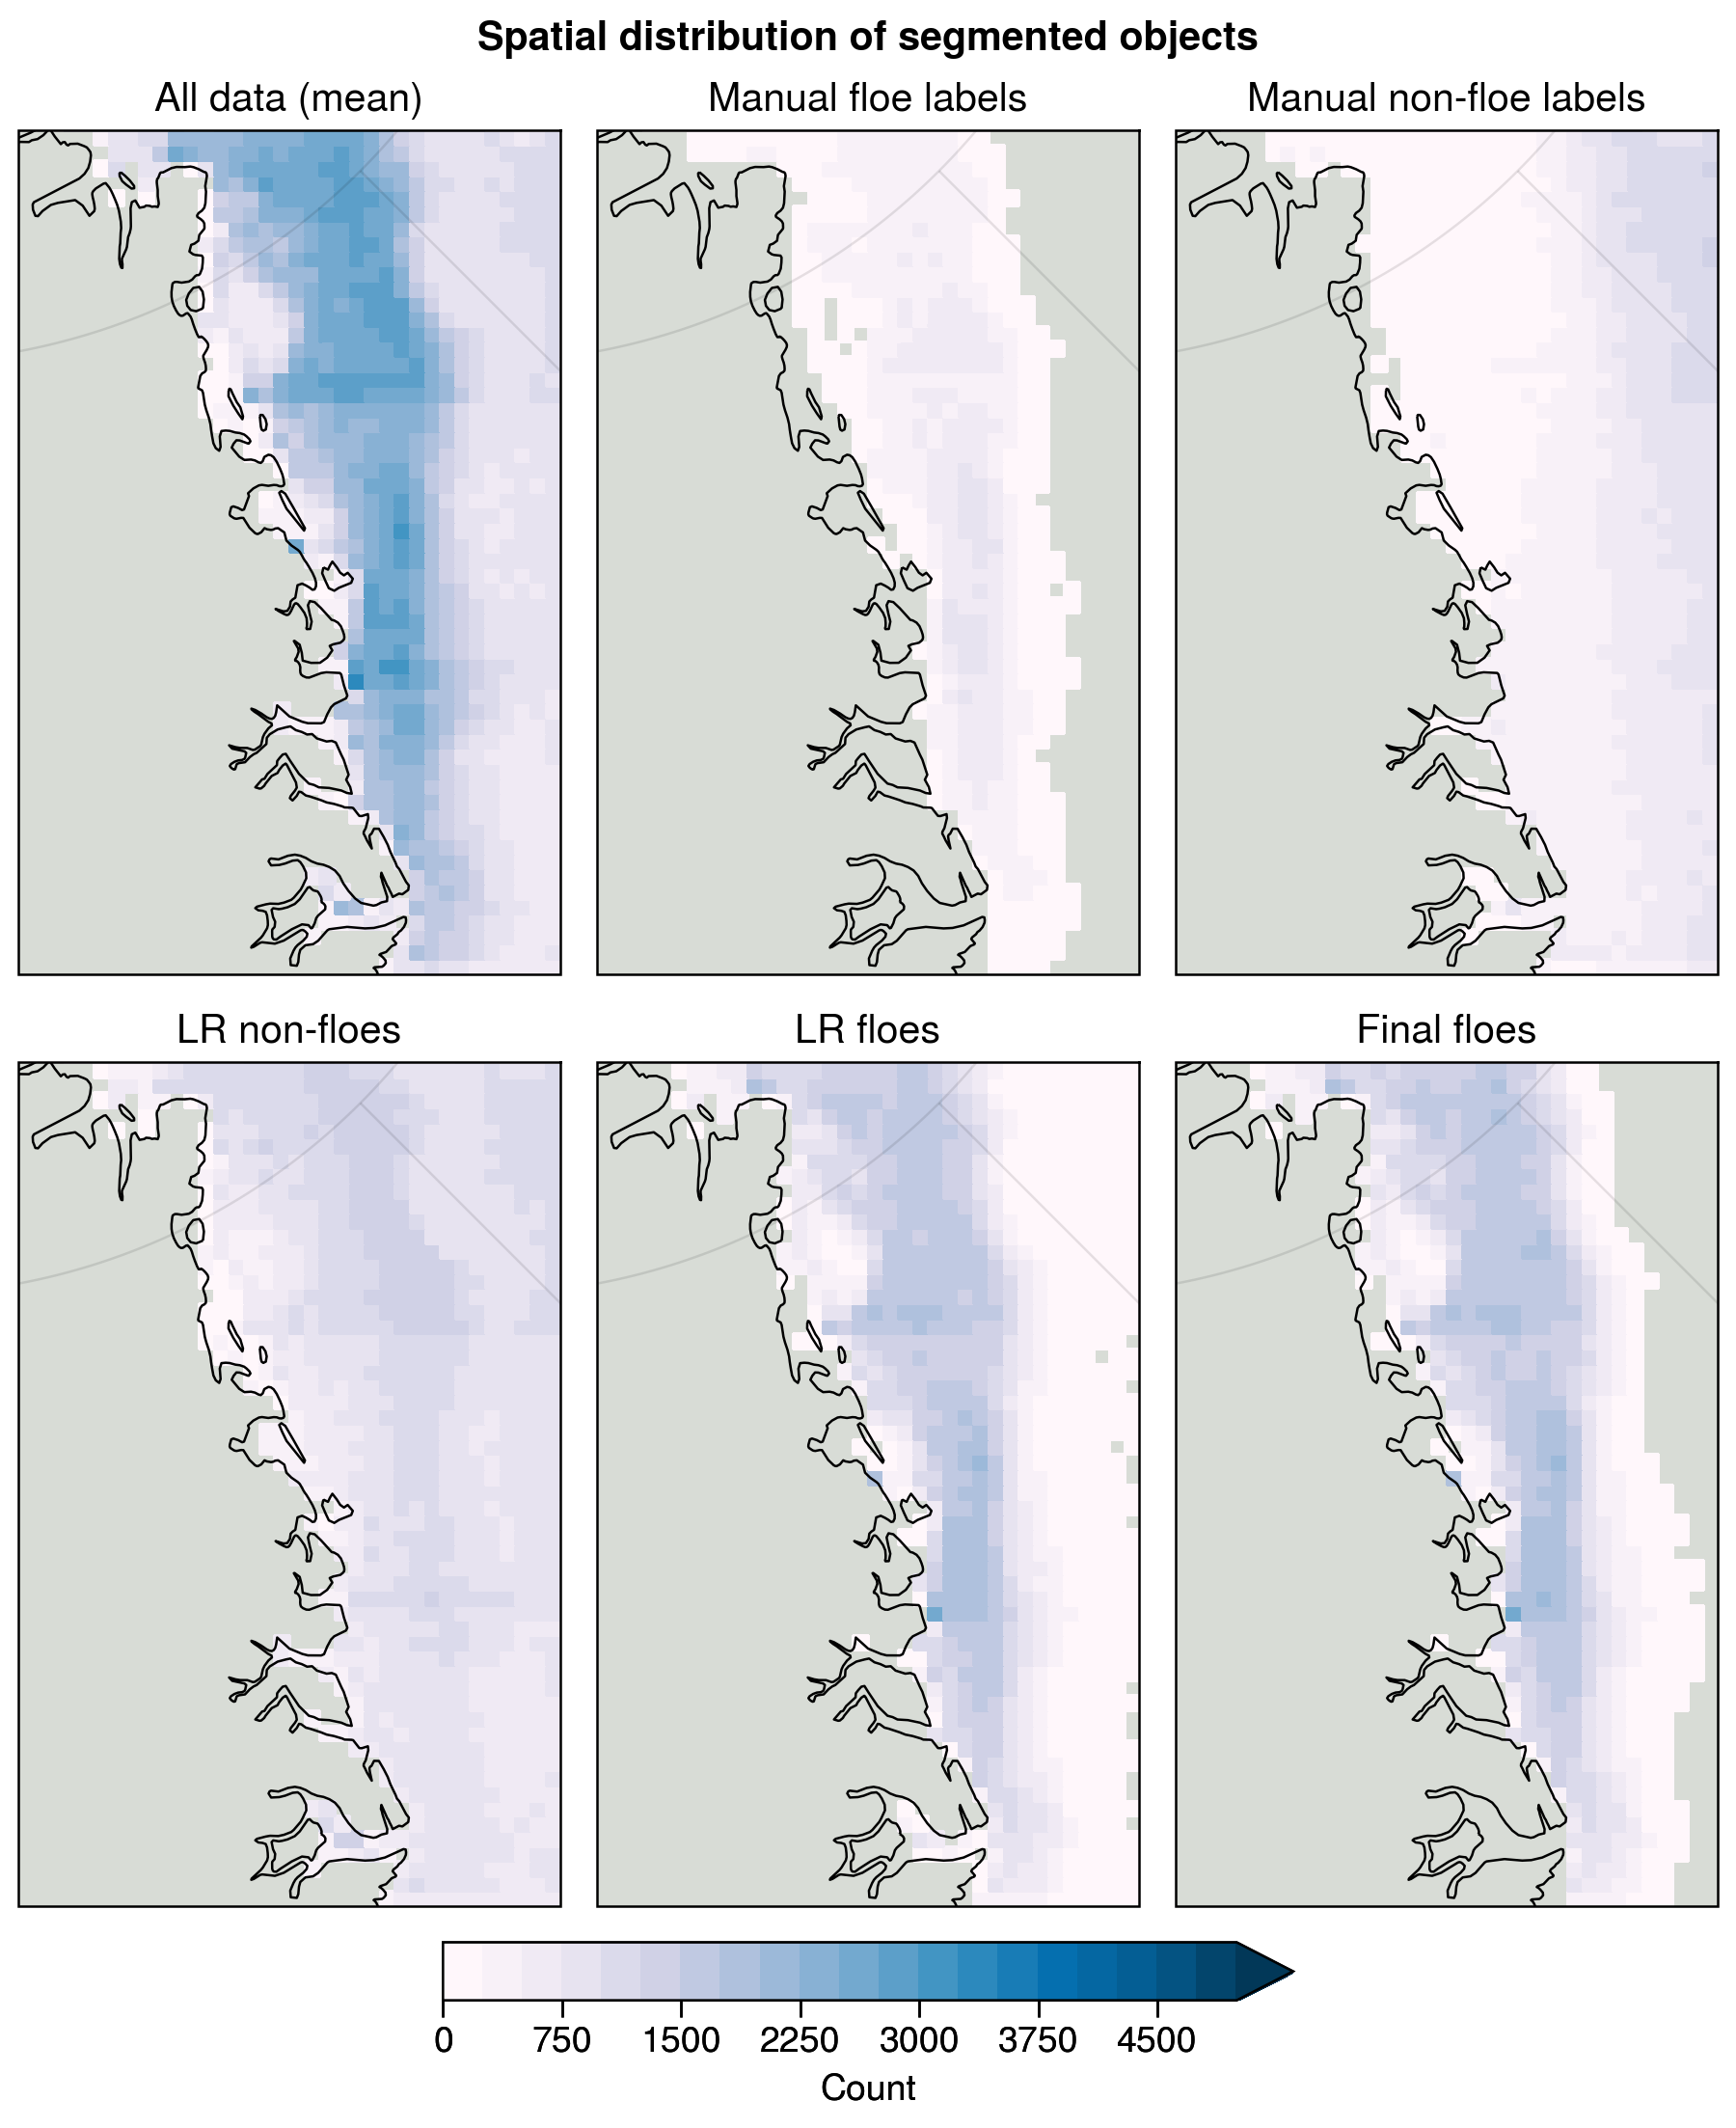 Spatial distribution of segmented objects
All data (mean)
Manual floe labels
Manual non-floe labels
LR non-floes
LR floes
Final floes
0 750 1500 2250 3000 3750 4500
Count